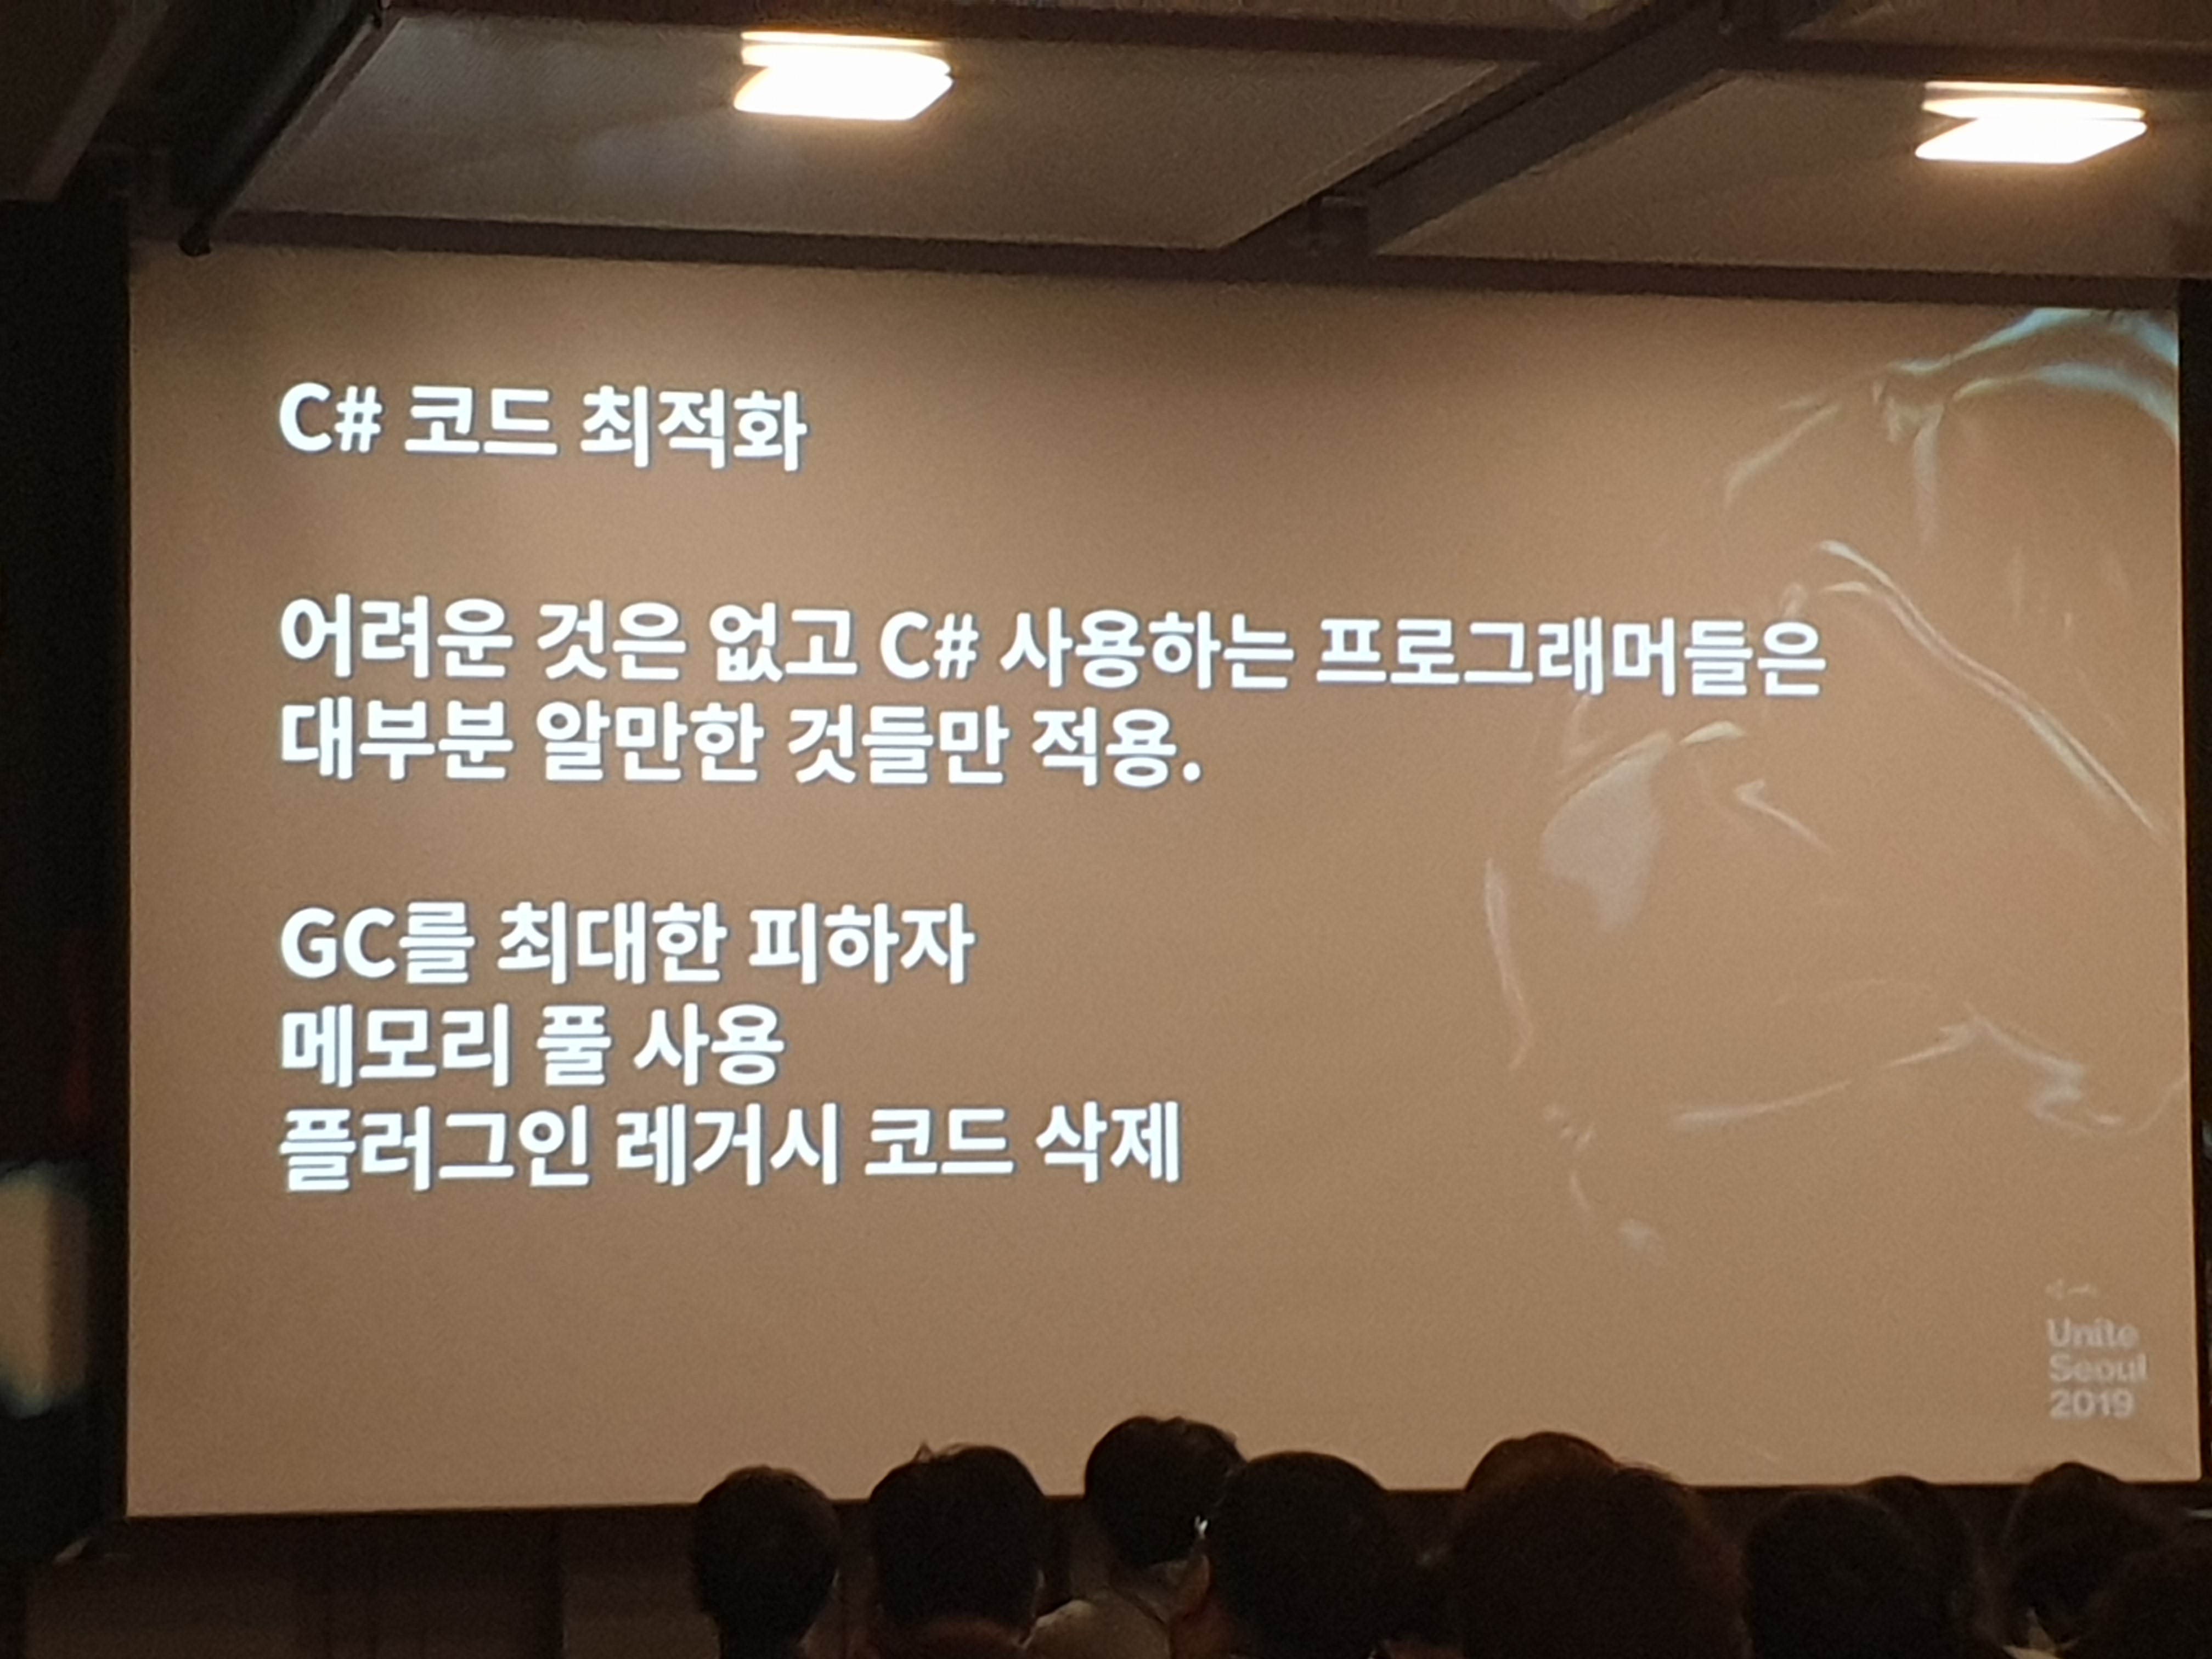 C# 코드 최적화
어려운 것은 없고 C# 사용하는 프로그래머들은
대부분 알만한 것들만 적용.
GC를 최대한 피하자
메모리 풀 사용
플러그인 레거시 코드 삭제
Unite
Seoul
2019